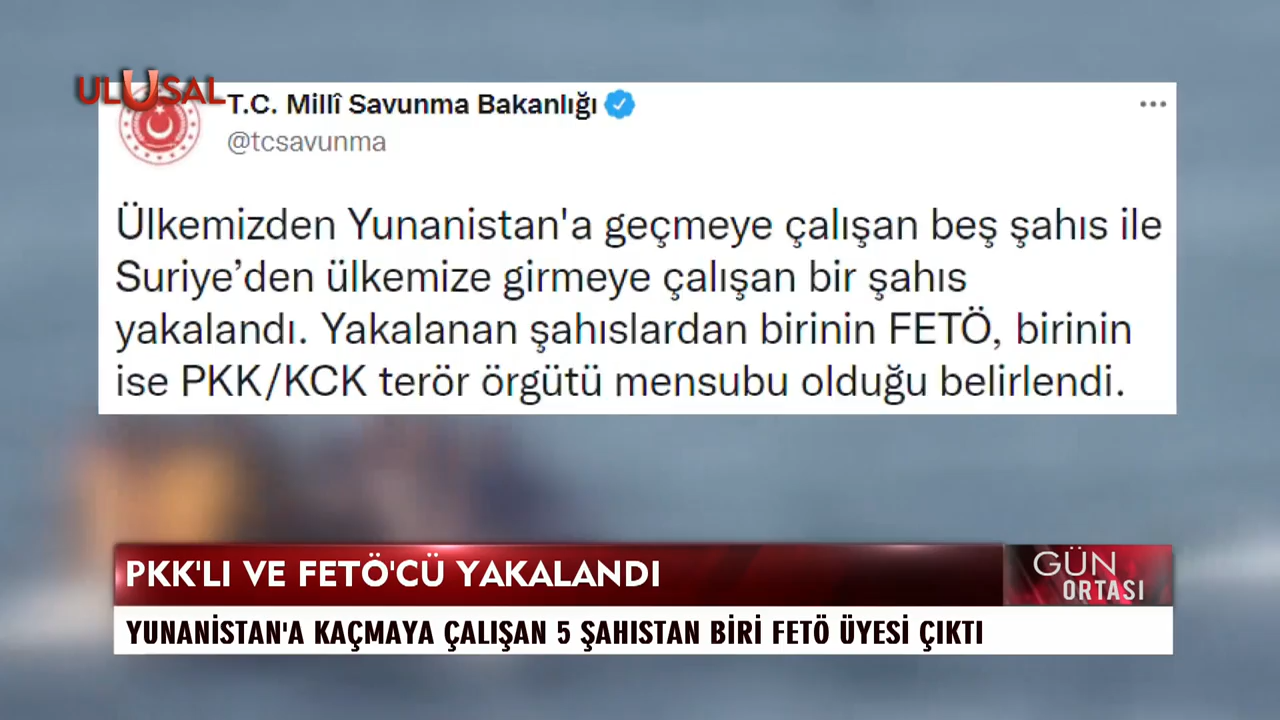 ULUSAL
T.C. Millî Savunma Bakanlığı
@tcsavunma
Ülkemizden Yunanistan'a geçmeye çalışan beş şahıs ile
Suriye’den ülkemize girmeye çalışan bir şahıs
yakalandı. Yakalanan şahıslardan birinin FETÖ, birinin
ise PKK/KCK terör örgütü mensubu olduğu belirlendi.
PKK'LI VE FETÖ'CÜ YAKALANDI
GÜN
ORTASI
YUNANİSTAN'A KAÇMAYA ÇALIŞAN 5 ŞAHISTAN BİRİ FETÖ ÜYESİ ÇIKTI